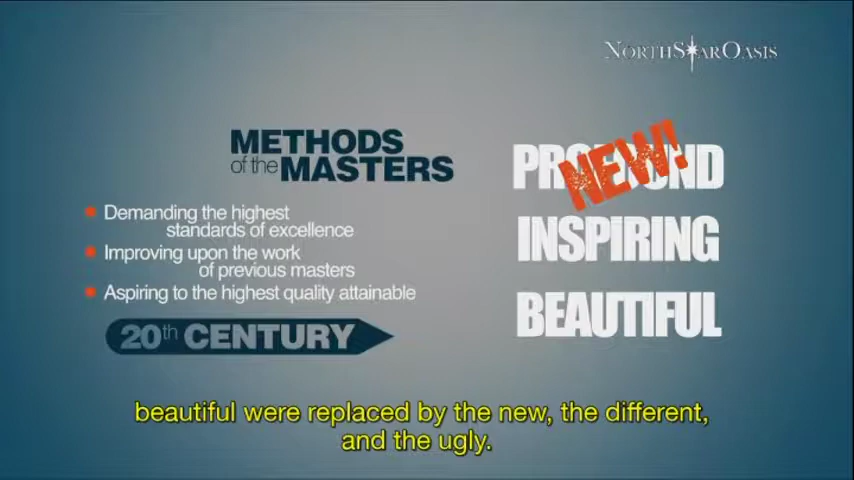 NORTHSTAROASIS
METHODS
of the MASTERS
Demanding the highest
standards of excellence
Improving upon the work
of previous masters
Aspiring to the highest quality attainable
20th CENTURY
PROFOUND
NEW!
INSPIRING
BEAUTIFUL
beautiful were replaced by the new, the different,
and the ugly.